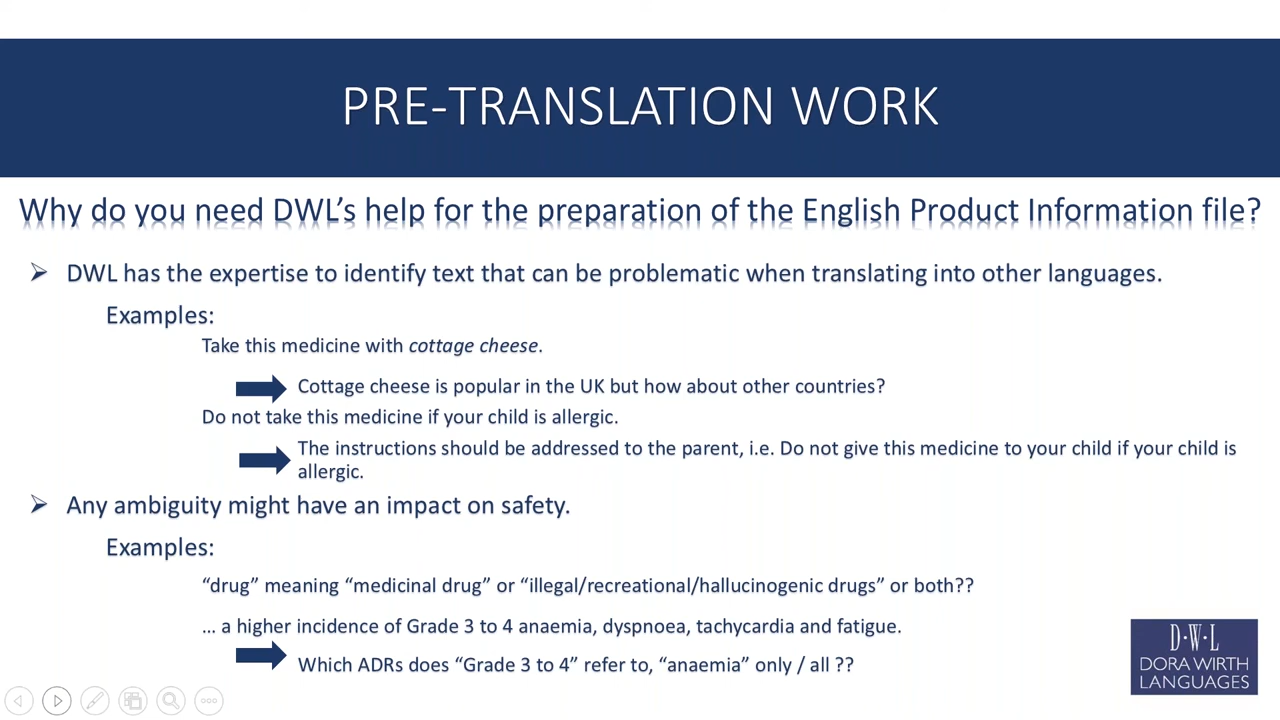 PRE-TRANSLATION WORK
Why do you need DWL's help for the preparation of the English Product Information file?
DWL has the expertise to identify text that can be problematic when translating into other languages.
Examples:
Take this medicine with cottage cheese.
Cottage cheese is popular in the UK but how about other countries?
Do not take this medicine if your child is allergic.
The instructions should be addressed to the parent, i.e. Do not give this medicine to your child if your child is
allergic.
Any ambiguity might have an impact on safety.
Examples:
“drug” meaning “medicinal drug” or “illegal/recreational/hallucinogenic drugs” or both??
… a higher incidence of Grade 3 to 4 anaemia, dyspnoea, tachycardia and fatigue.
Which ADRs does “Grade 3 to 4” refer to, “anaemia” only / all ??
D·W·L
DORA WIRTH
LANGUAGES